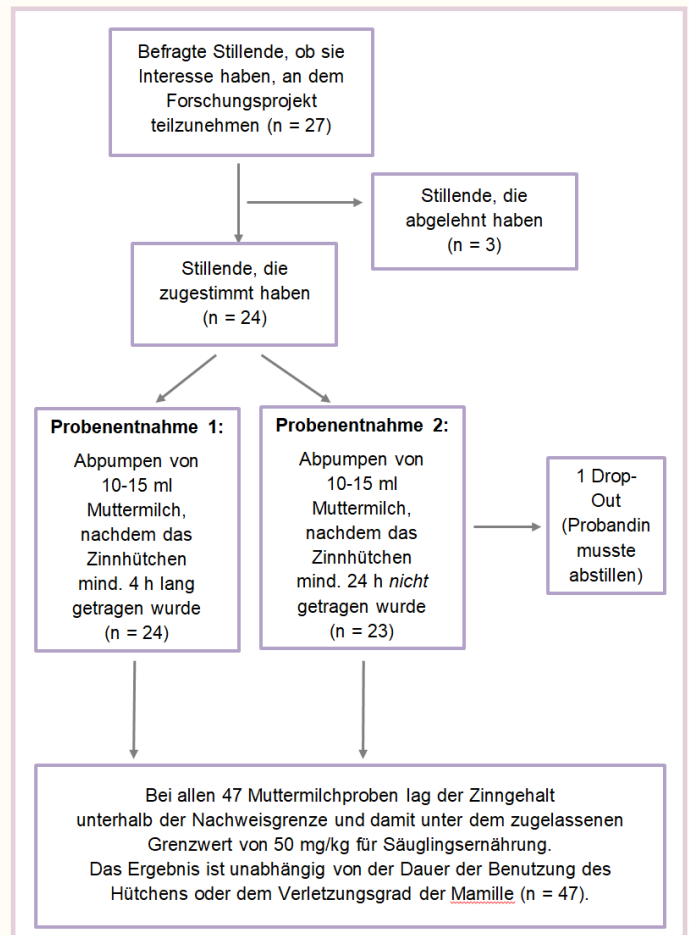 Befragte Stillende, ob sie
Interesse haben, an dem
Forschungsprojekt
teilzunehmen (n = 27)
Stillende, die
abgelehnt haben
(n = 3)
Stillende, die
zugestimmt haben
(n = 24)
Probenentnahme 1:
Abpumpen von
10-15 ml
Muttermilch,
nachdem das
Zinnhütchen
mind. 4 h lang
getragen wurde
(n = 24)
Probenentnahme 2:
Abpumpen von
10-15 ml
Muttermilch,
nachdem das
Zinnhütchen
mind. 24 h nicht
getragen wurde
(n = 23)
1 Drop-
Out
(Probandin
musste
abstillen)
Bei allen 47 Muttermilchproben lag der Zinngehalt
unterhalb der Nachweisgrenze und damit unter dem zugelassenen
Grenzwert von 50 mg/kg für Säuglingsernährung.
Das Ergebnis ist unabhängig von der Dauer der Benutzung des
Hütchens oder dem Verletzungsgrad der Mamille (n = 47).